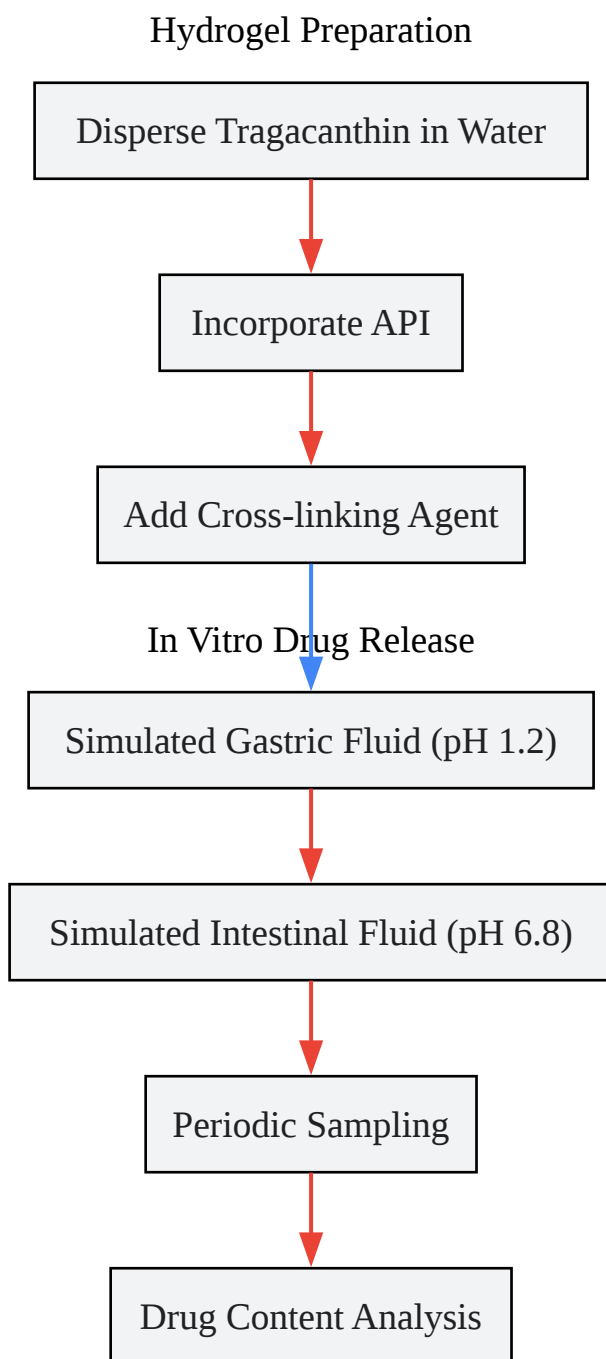 Hydrogel Preparation
Disperse Tragacanthin in Water
Incorporate API
Add Cross-linking Agent
In Vitro Drug Release
Simulated Gastric Fluid (pH 1.2)
Simulated Intestinal Fluid (pH 6.8)
Periodic Sampling
Drug Content Analysis